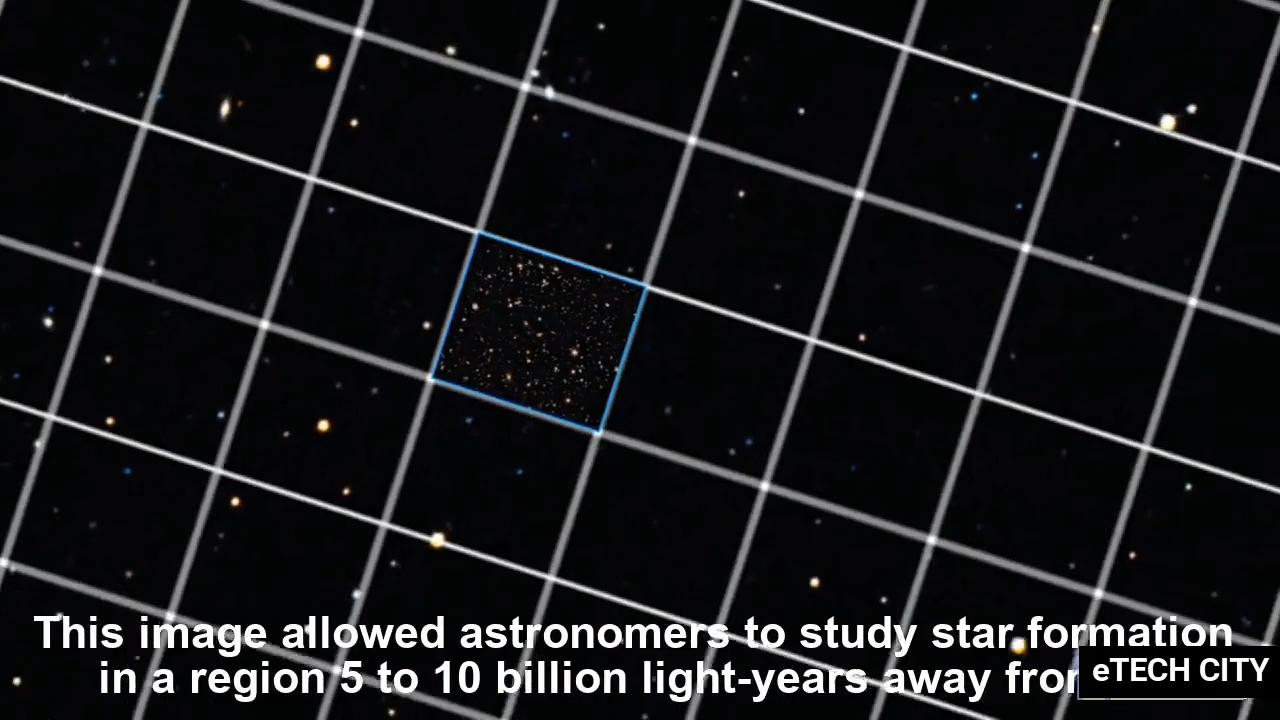 This image allowed astronomers to study star formation
in a region 5 to 10 billion light-years away
eTECH CITY